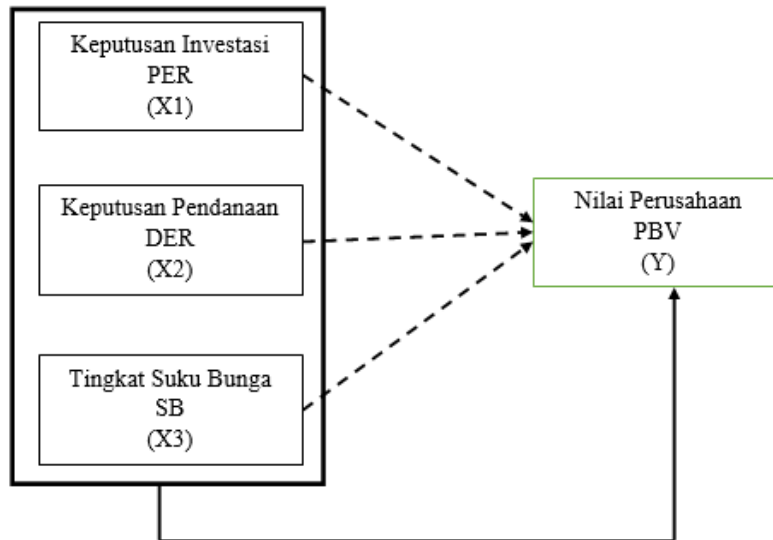 Keputusan Investasi
PER
(X1)
Keputusan Pendanaan
DER
(X2)
Tingkat Suku Bunga
SB
(X3)
Nilai Perusahaan
PBV
(Y)